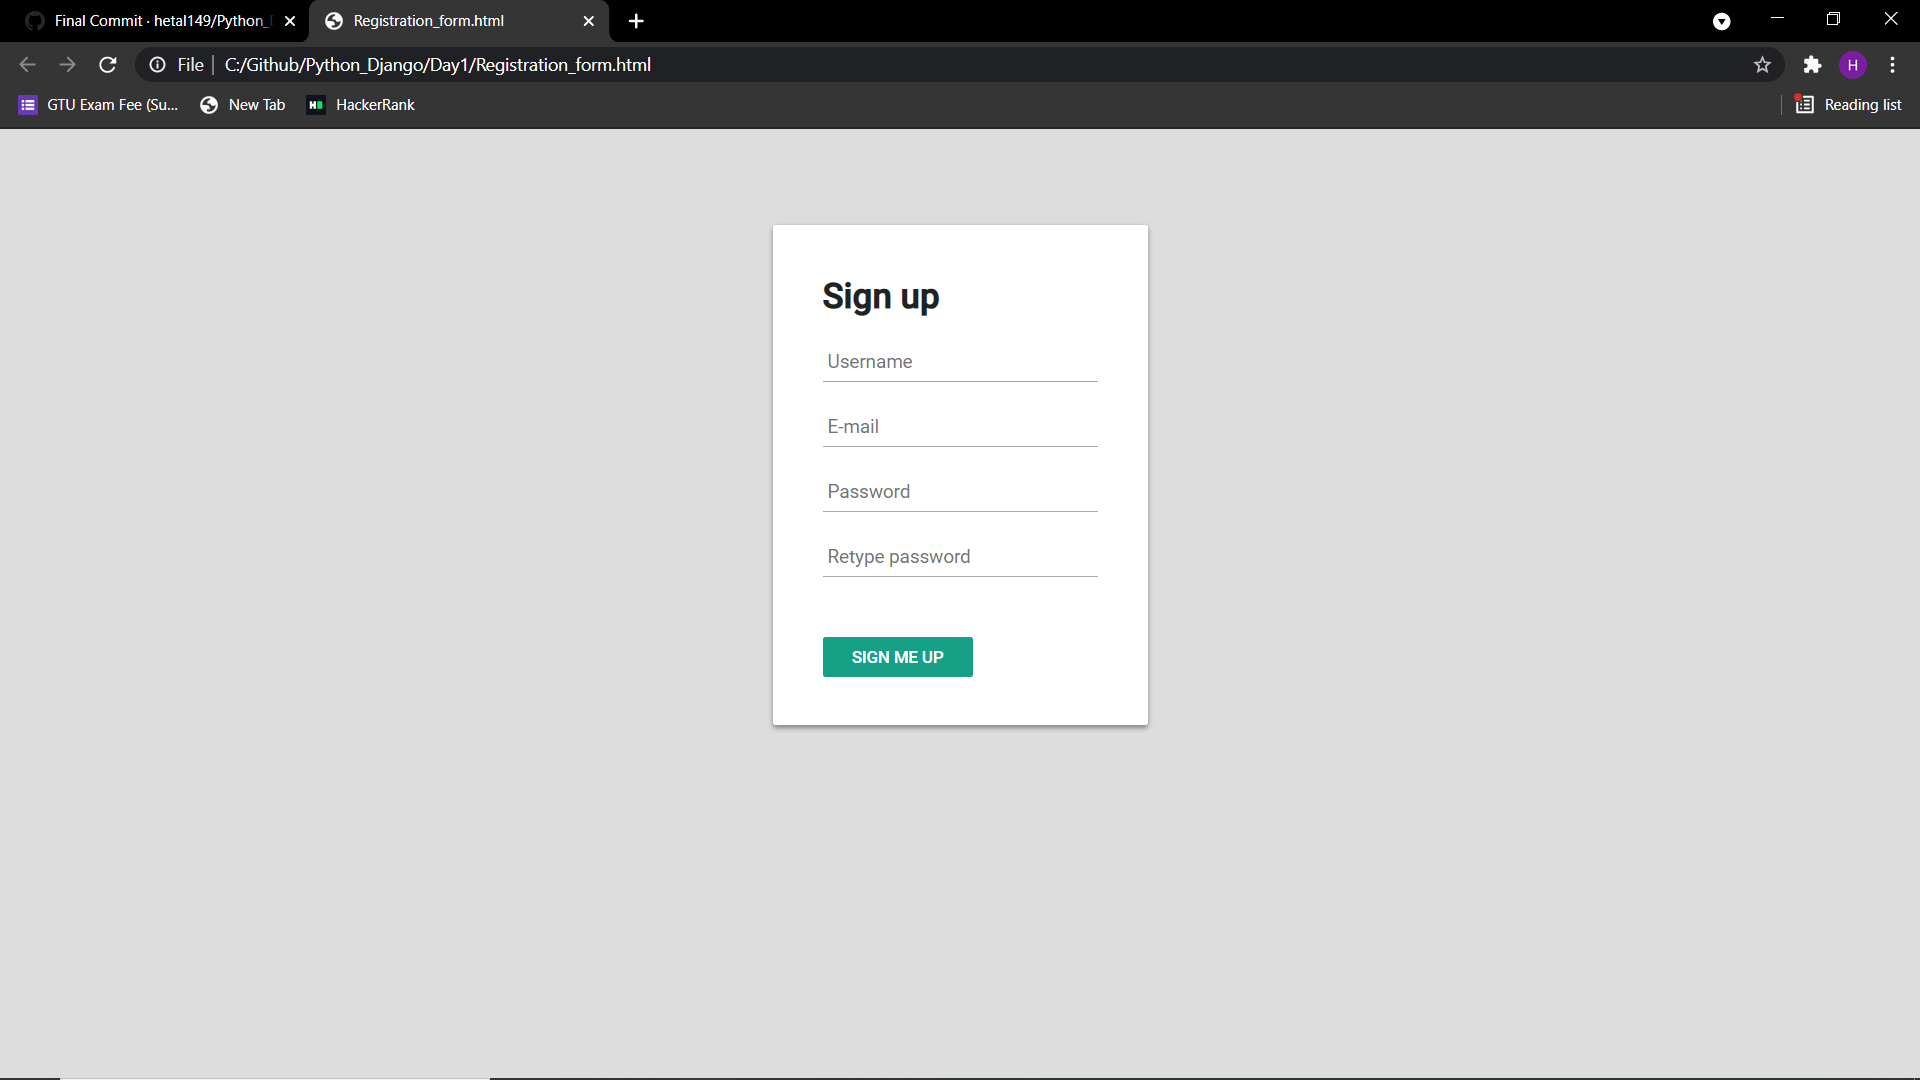 Final Commit · hetal149/Python_
Registration_form.html
File
C:/Github/Python_Django/Day1/Registration_form.html
H
GTU Exam Fee (Su...
New Tab
HackerRank
Reading list
Sign up
Username
E-mail
Password
Retype password
SIGN ME UP